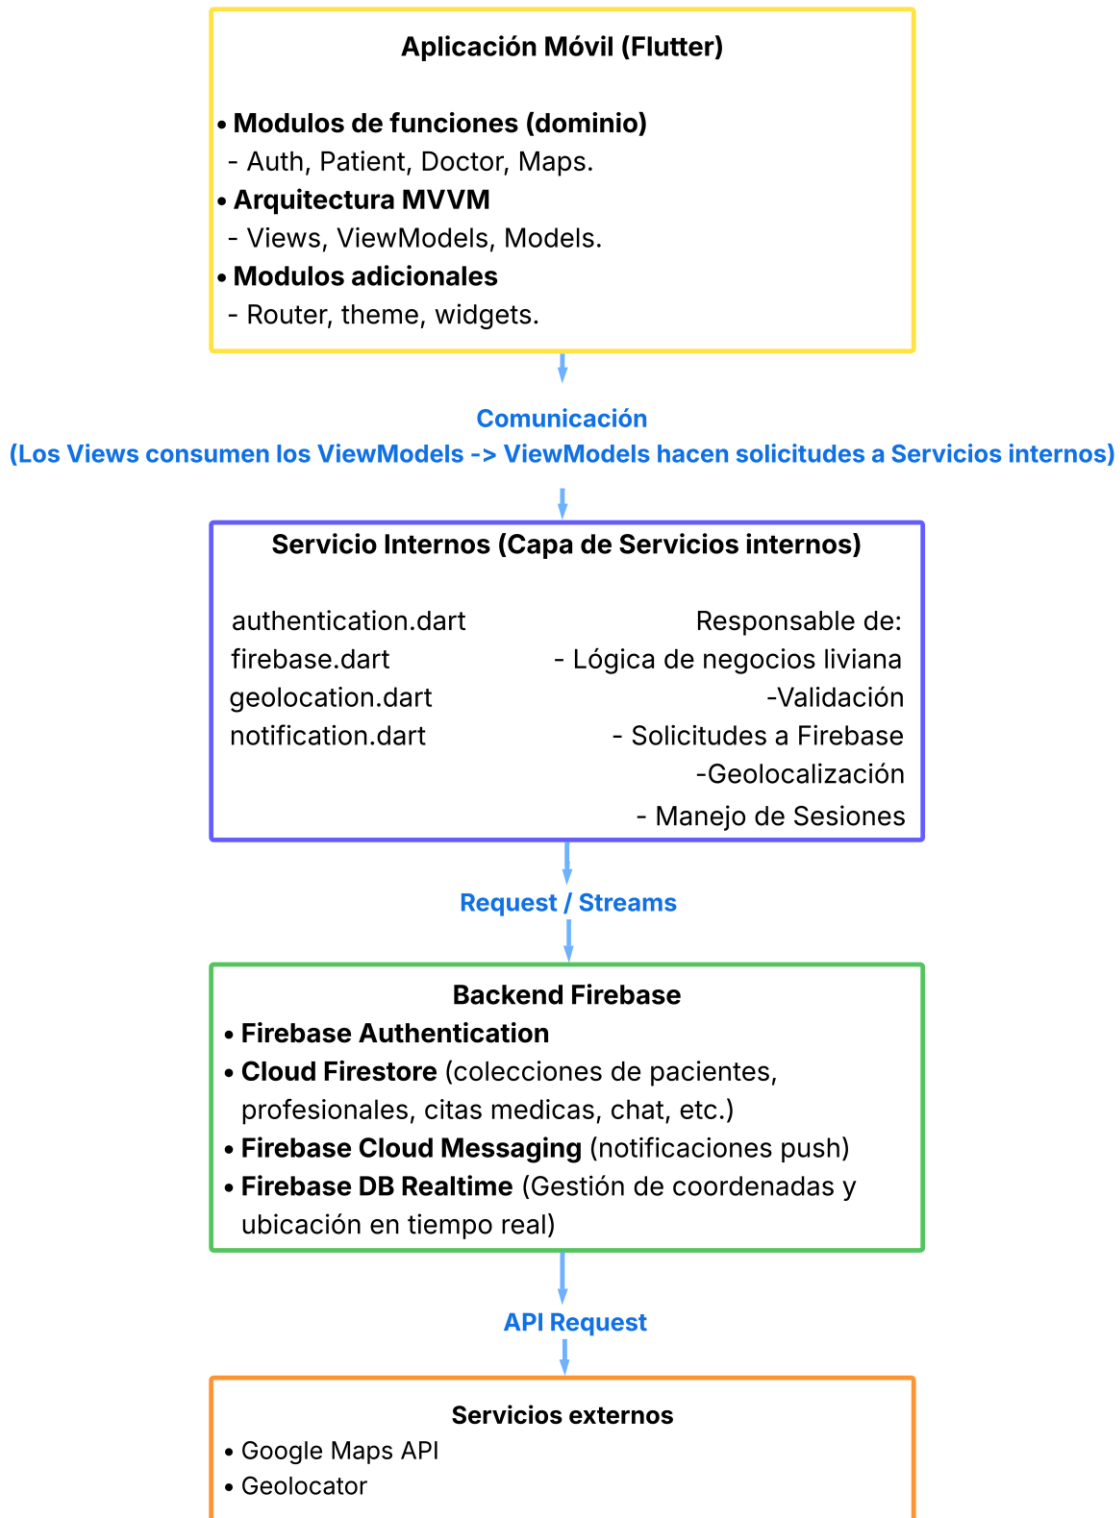 Aplicación Móvil (Flutter)
• Modulos de funciones (dominio)
- Auth, Patient, Doctor, Maps.
• Arquitectura MVVM
- Views, ViewModels, Models.
• Modulos adicionales
- Router, theme, widgets.
Comunicación
(Los Views consumen los ViewModels -> ViewModels hacen solicitudes a Servicios internos)
Servicio Internos (Capa de Servicios internos)
authentication.dart
firebase.dart
geolocation.dart
notification.dart
Responsable de:
- Lógica de negocios liviana
-Validación
- Solicitudes a Firebase
-Geolocalización
- Manejo de Sesiones
Request / Streams
Backend Firebase
• Firebase Authentication
• Cloud Firestore (colecciones de pacientes,
profesionales, citas medicas, chat, etc.)
• Firebase Cloud Messaging (notificaciones push)
• Firebase DB Realtime (Gestión de coordenadas y
ubicación en tiempo real)
API Request
Servicios externos
• Google Maps API
• Geolocator